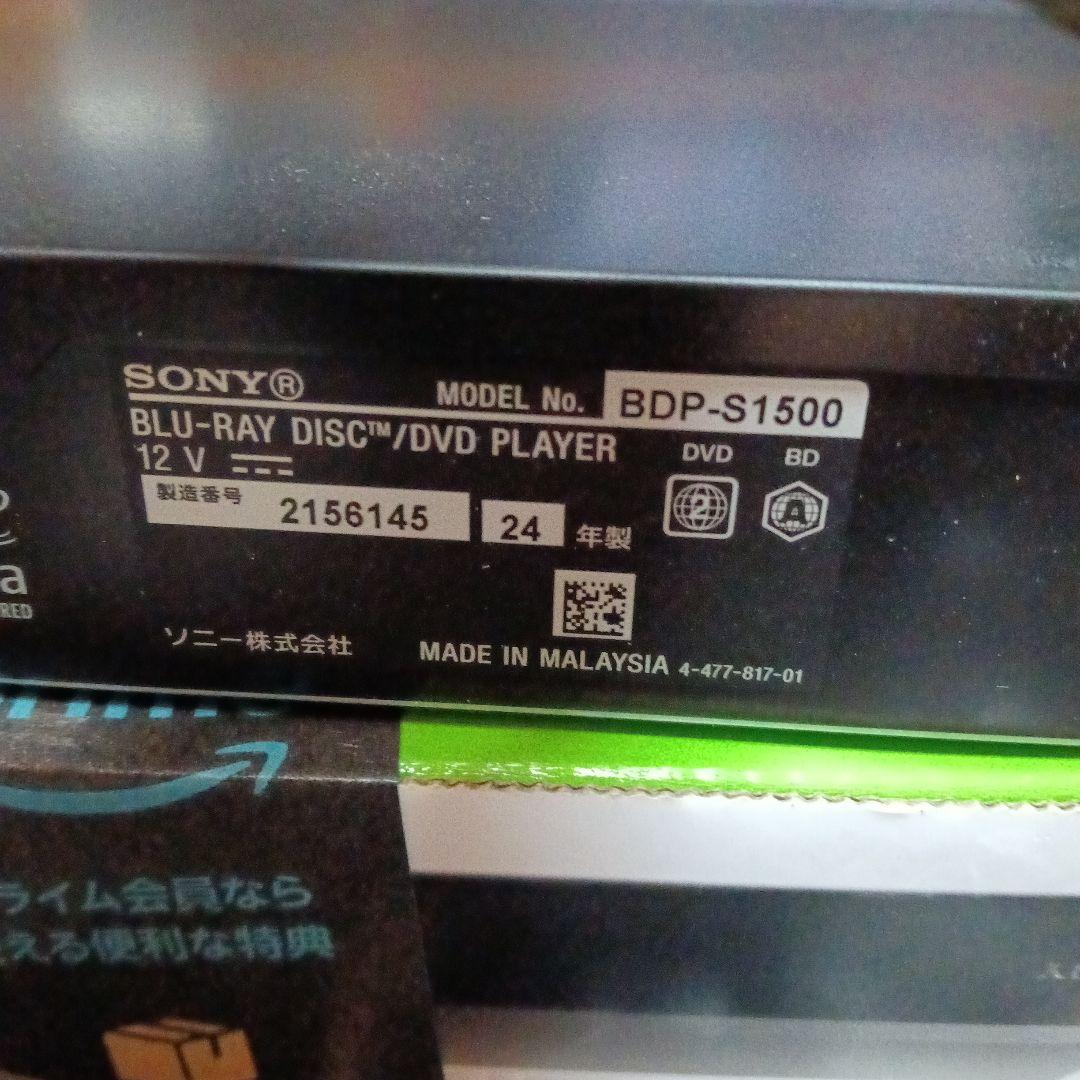 SONY®
MODEL No. BDP-S1500
BLU-RAY DISC™/DVD PLAYER
12 V
DVD BD
2 A
製造番号 2156145 24 年製
RED
ソニー株式会社
MADE IN MALAYSIA 4-477-817-01
ライム会員なら
える便利な特典